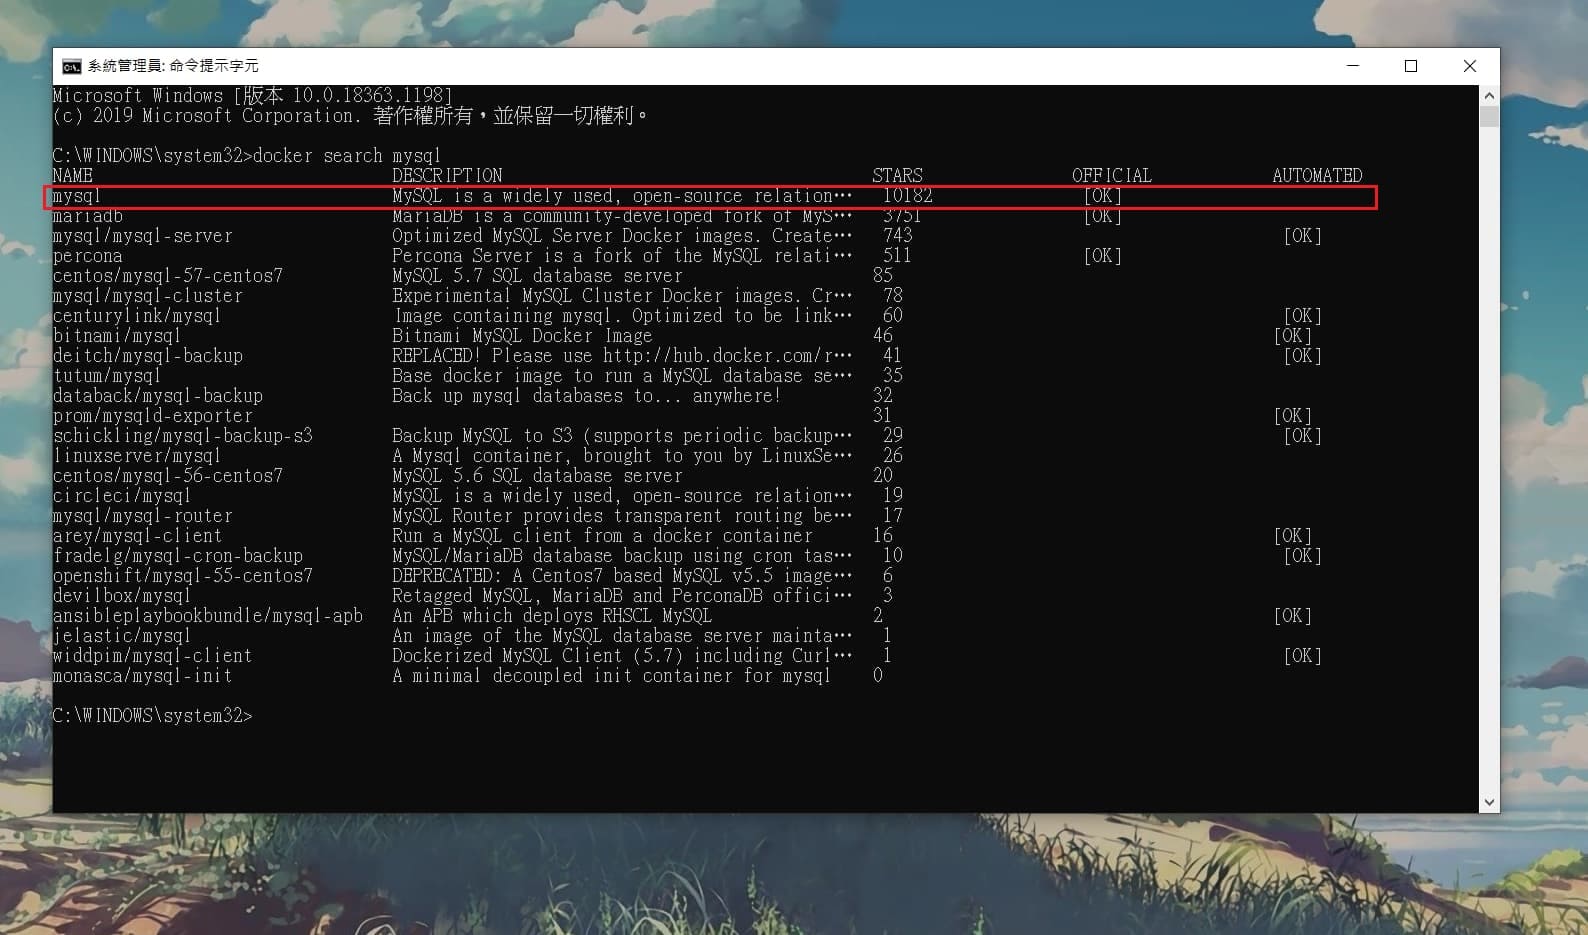 系統管理員: 命令提示字元
Microsoft Windows [版本 10.0.18363.1198]
(c) 2019 Microsoft Corporation. 著作權所有，並保留一切權利。
C:\WINDOWS\system32>docker search mysql
NAME DESCRIPTION STARS OFFICIAL AUTOMATED
mysql MySQL is a widely used, open-source relation… 10182 [OK]
mariadb MariaDB is a community-developed fork of MyS… 3751 [OK]
mysql/mysql-server Optimized MySQL Server Docker images. Create… 743 [OK]
percona Percona Server is a fork of the MySQL relati… 511 [OK]
centos/mysql-57-centos7 MySQL 5.7 SQL database server 85
mysql/mysql-cluster Experimental MySQL Cluster Docker images. Cr… 78
centurylink/mysql Image containing mysql. Optimized to be link… 60 [OK]
bitnami/mysql Bitnami MySQL Docker Image 46 [OK]
deitch/mysql-backup REPLACED! Please use http://hub.docker.com/r… 41 [OK]
tutum/mysql Base docker image to run a MySQL database se… 35
databack/mysql-backup Back up mysql databases to... anywhere! 32
prom/mysqld-exporter 31 [OK]
schickling/mysql-backup-s3 Backup MySQL to S3 (supports periodic backup… 29 [OK]
linuxserver/mysql A Mysql container, brought to you by LinuxSe… 26
centos/mysql-56-centos7 MySQL 5.6 SQL database server 20
circleci/mysql MySQL is a widely used, open-source relation… 19
mysql/mysql-router MySQL Router provides transparent routing be… 17
arey/mysql-client Run a MySQL client from a docker container 16 [OK]
fradelg/mysql-cron-backup MySQL/MariaDB database backup using cron tas… 10 [OK]
openshift/mysql-55-centos7 DEPRECATED: A Centos7 based MySQL v5.5 image… 6
devilbox/mysql Retagged MySQL, MariaDB and PerconaDB offici… 3
ansibleplaybookbundle/mysql-apb An APB which deploys RHSCL MySQL 2 [OK]
jelastic/mysql An image of the MySQL database server mainta… 1
widdpim/mysql-client Dockerized MySQL Client (5.7) including Curl… 1 [OK]
monasca/mysql-init A minimal decoupled init container for mysql 0
C:\WINDOWS\system32>